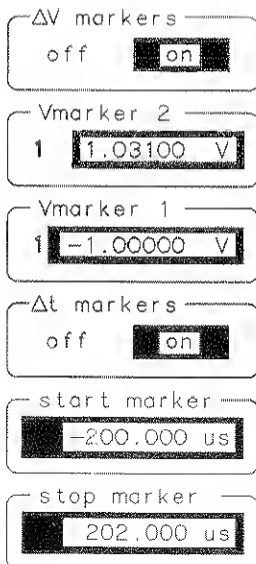 ΔV markers
off on
Vmarker 2
1 1.03100 V
Vmarker 1
1 -1.00000 V
Δt markers
off on
start marker
-200.000 us
stop marker
202.000 us